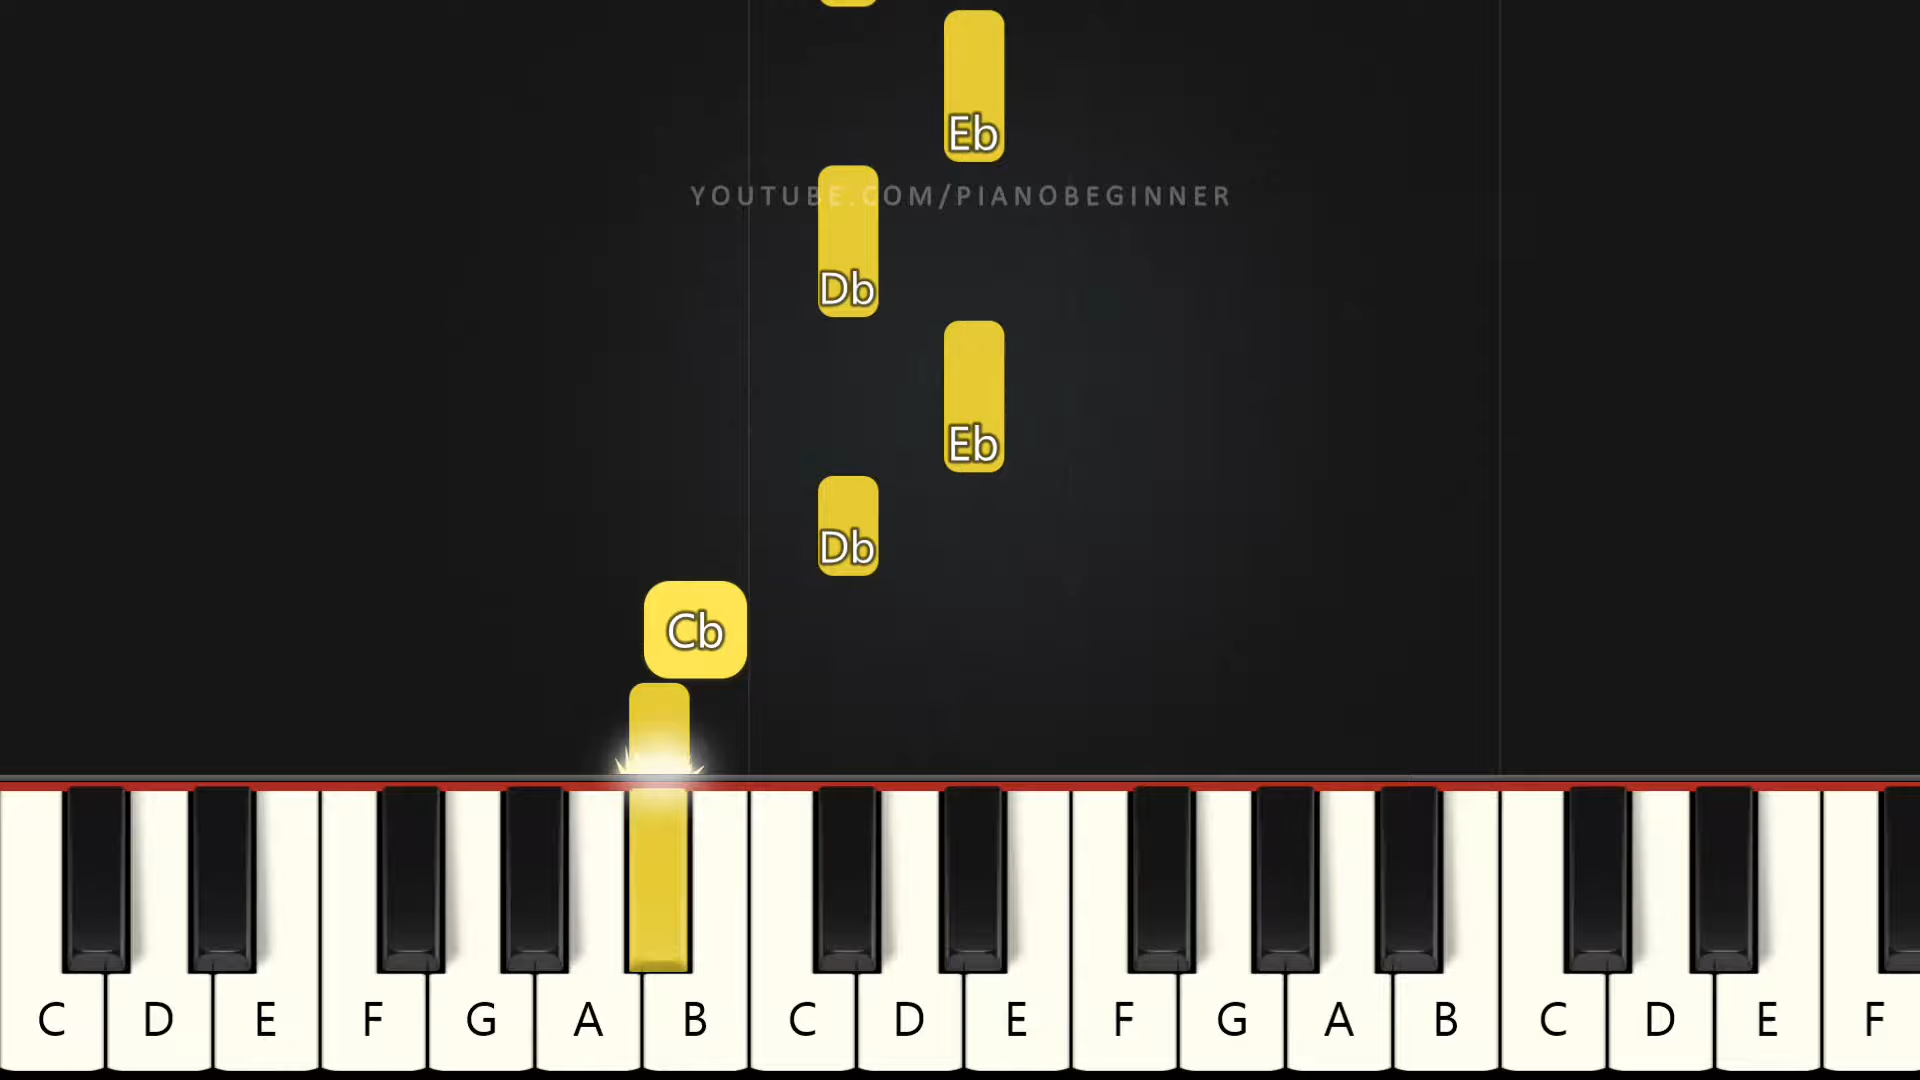 Eb
YOUTUBE.COM/PIANOBEGINNER
Db
Eb
Db
Cb
C D E F G A B C D E F G A B C D E F